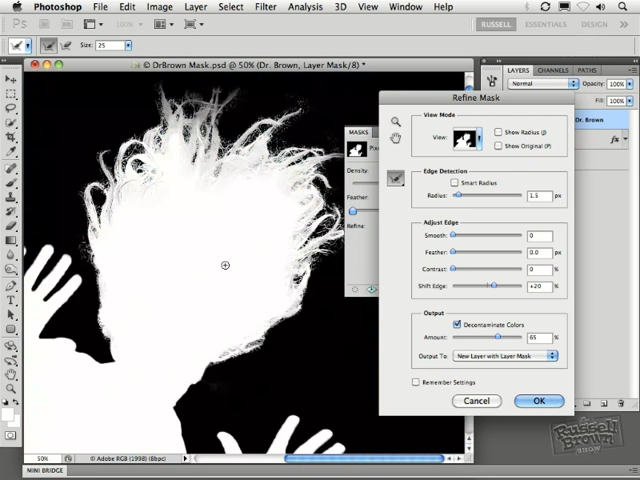 Photoshop File Edit Image Layer Select Filter Analysis 3D View Window Help
Ps 100% RUSSELL ESSENTIALS DESIGN
Size: 25
© DrBrown Mask.psd @ 50% (Dr. Brown, Layer Mask/8) *
LAYERS CHANNELS PATHS
Normal Opacity: 100%
Fill: 100%
Dr. Brown
fx
MASKS
Density:
Feather:
Refine:
Refine Mask
View Mode
View:
Show Radius (J)
Show Original (P)
Edge Detection
Smart Radius
Radius: 1.5 px
Adjust Edge
Smooth: 0
Feather: 0.0 px
Contrast: 0 %
Shift Edge: +20 %
Output
Decontaminate Colors
Amount: 65 %
Output To: New Layer with Layer Mask
Remember Settings
Cancel OK
Russell Brown
SHOW
50% © Adobe RGB (1998) (8bpc)
MINI BRIDGE